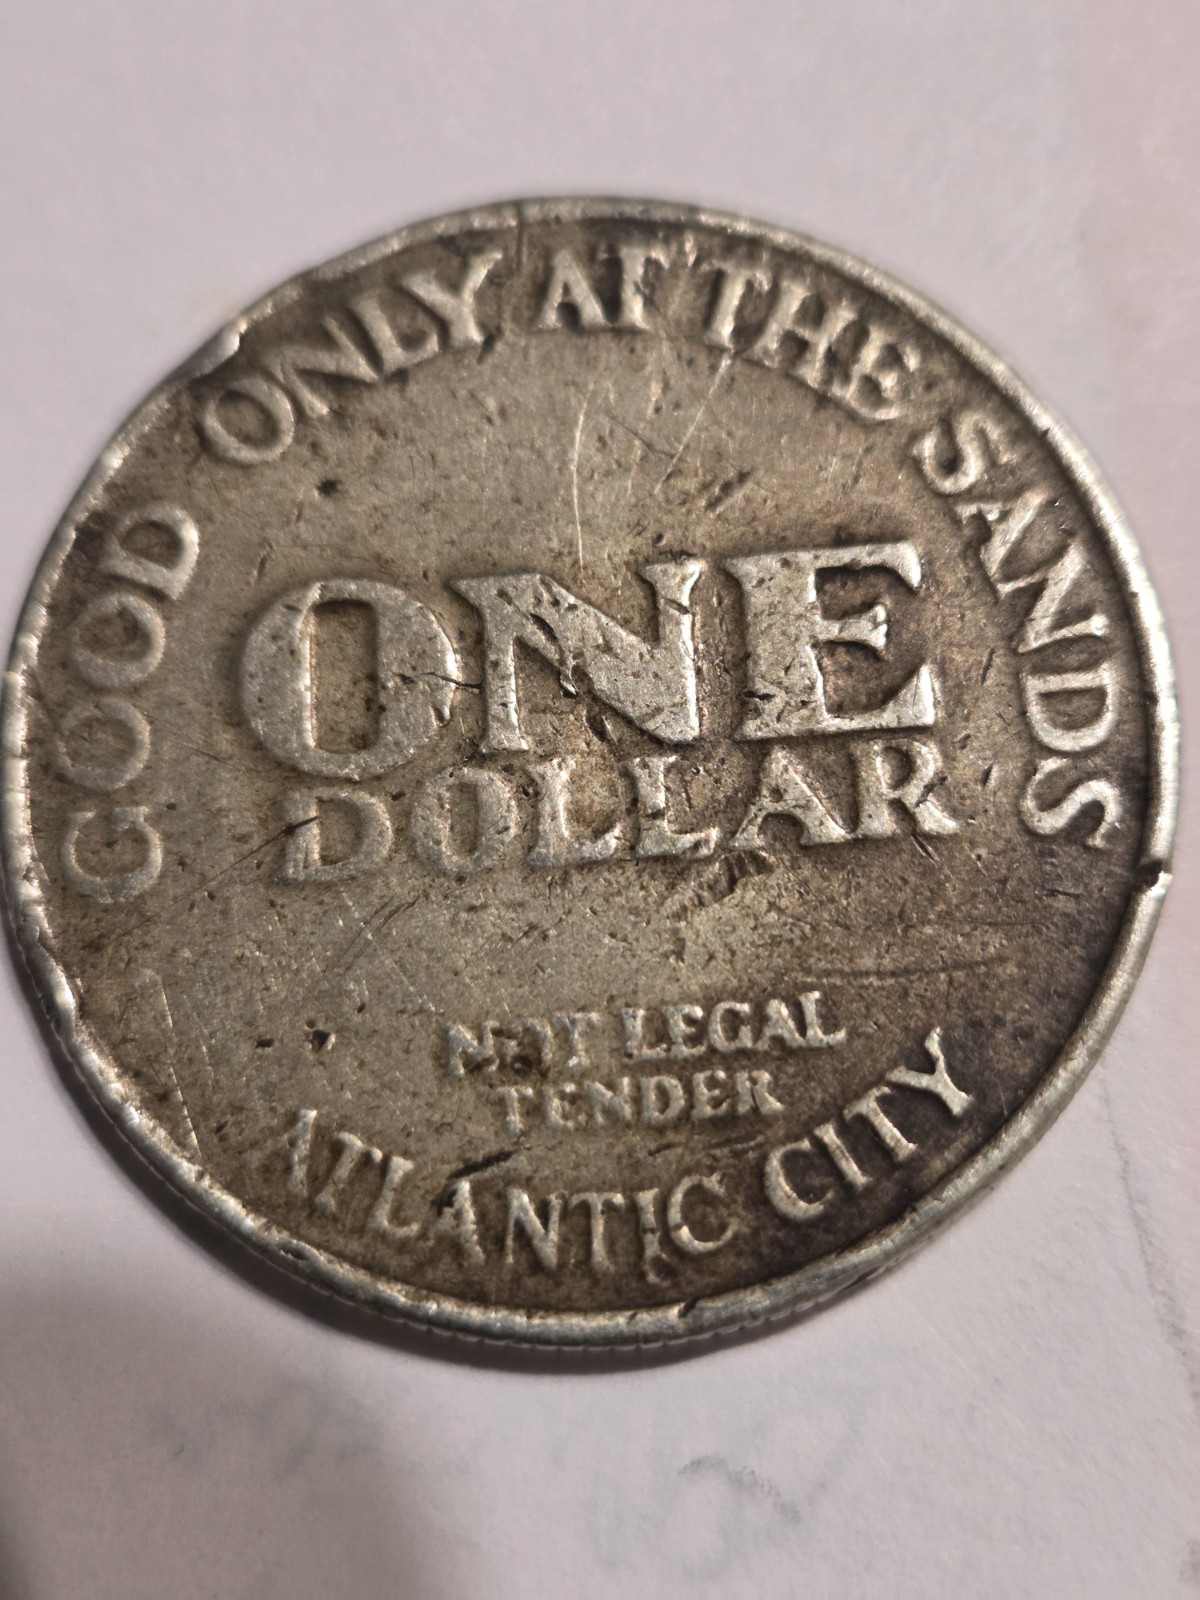 GOOD ONLY AT THE SANDS
ONE
DOLLAR
NOT LEGAL
TENDER
ATLANTIC CITY